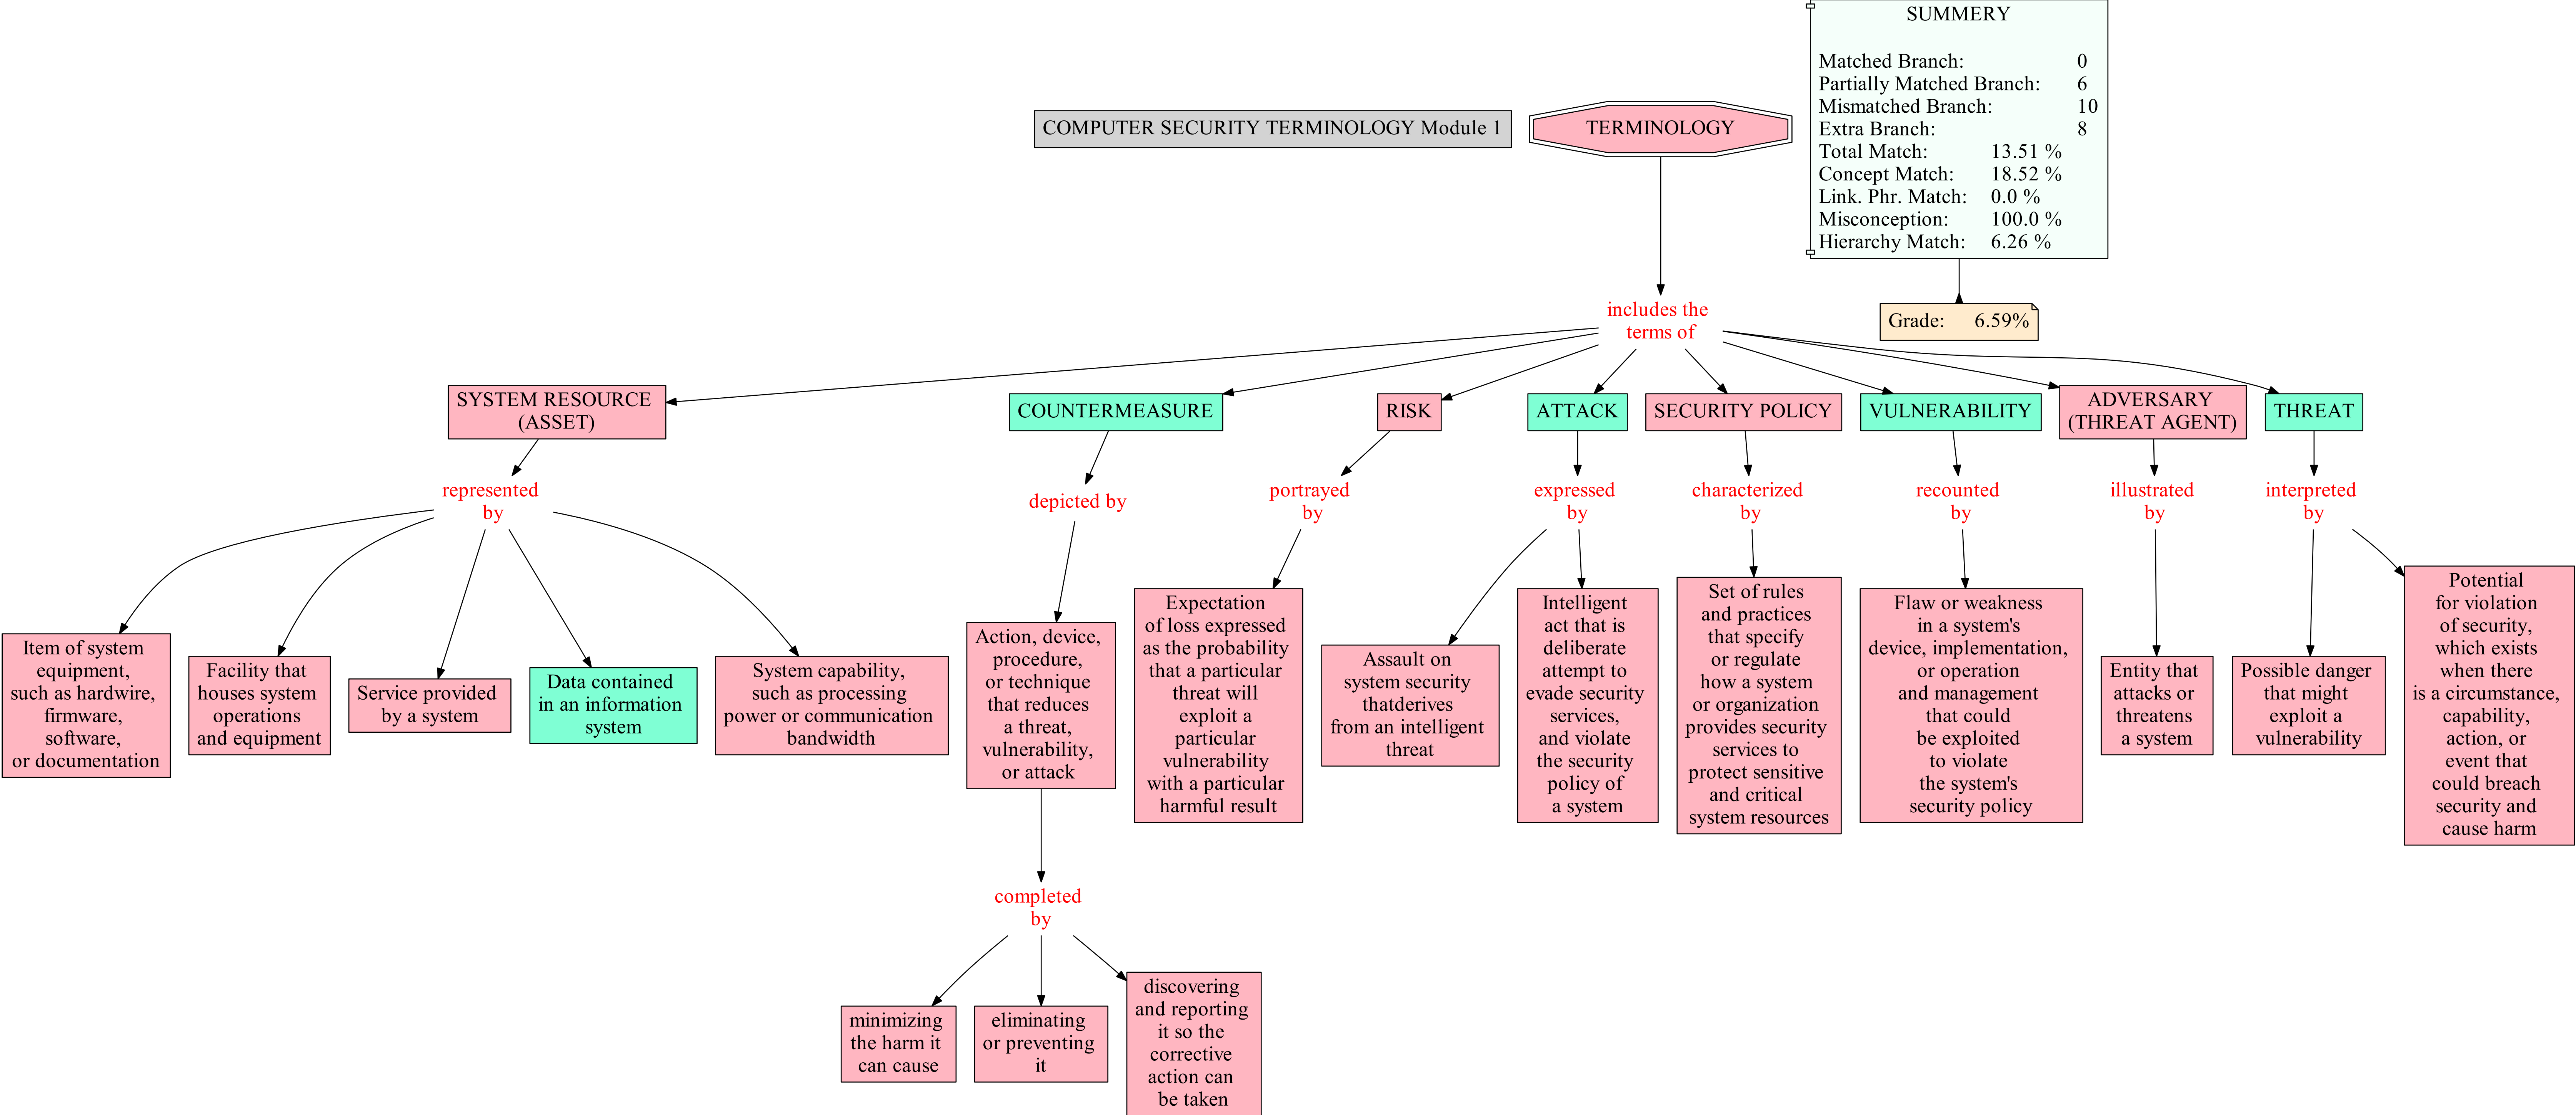 SUMMERY
Matched Branch: 0
Partially Matched Branch: 6
Mismatched Branch: 10
Extra Branch: 8
Total Match: 13.51 %
Concept Match: 18.52 %
Link. Phr. Match: 0.0 %
Misconception: 100.0 %
Hierarchy Match: 6.26 %
COMPUTER SECURITY TERMINOLOGY Module 1
TERMINOLOGY
Grade: 6.59%
includes the
terms of
SYSTEM RESOURCE
(ASSET)
COUNTERMEASURE
RISK
ATTACK
SECURITY POLICY
VULNERABILITY
ADVERSARY
(THREAT AGENT)
THREAT
represented
by
depicted by
portrayed
by
expressed
by
characterized
by
recounted
by
illustrated
by
interpreted
by
Item of system
equipment,
such as hardwire,
firmware,
software,
or documentation
Facility that
houses system
operations
and equipment
Service provided
by a system
Data contained
in an information
system
System capability,
such as processing
power or communication
bandwidth
Action, device,
procedure,
or technique
that reduces
a threat,
vulnerability,
or attack
Expectation
of loss expressed
as the probability
that a particular
threat will
exploit a
particular
vulnerability
with a particular
harmful result
Assault on
system security
thatderives
from an intelligent
threat
Intelligent
act that is
deliberate
attempt to
evade security
services,
and violate
the security
policy of
a system
Set of rules
and practices
that specify
or regulate
how a system
or organization
provides security
services to
protect sensitive
and critical
system resources
Flaw or weakness
in a system's
device, implementation,
or operation
and management
that could
be exploited
to violate
the system's
security policy
Entity that
attacks or
threatens
a system
Possible danger
that might
exploit a
vulnerability
Potential
for violation
of security,
which exists
when there
is a circumstance,
capability,
action, or
event that
could breach
security and
cause harm
completed
by
minimizing
the harm it
can cause
eliminating
or preventing
it
discovering
and reporting
it so the
corrective
action can
be taken